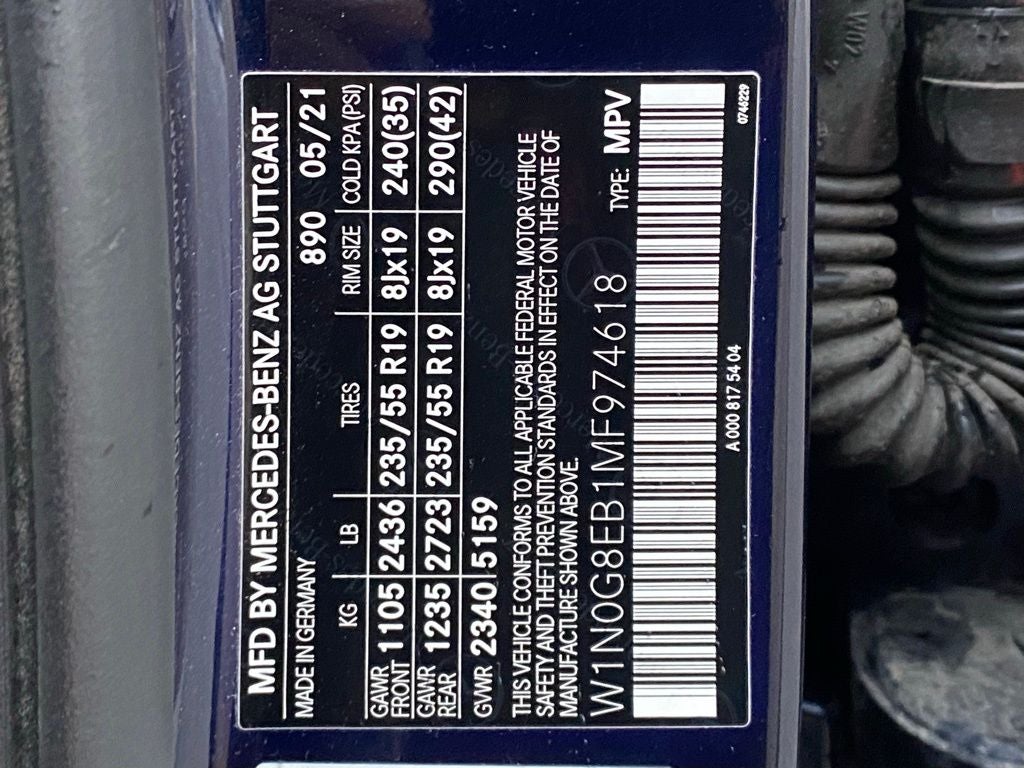 MFD BY MERCEDES-BENZ AG STUTTGART
MADE IN GERMANY 890 05/21
KG LB TIRES RIM SIZE COLD KPA (PSI)
GAWR FRONT 1105 2436 235/55 R19 8Jx19 240(35)
GAWR REAR 1235 2723 235/55 R19 8Jx19 290(42)
GVWR 2340 5159
THIS VEHICLE CONFORMS TO ALL APPLICABLE FEDERAL MOTOR VEHICLE
SAFETY AND THEFT PREVENTION STANDARDS IN EFFECT ON THE DATE OF
MANUFACTURE SHOWN ABOVE.
W1N0G8EB1MF974618 TYPE: MPV
A 000 817 54 04 0746229